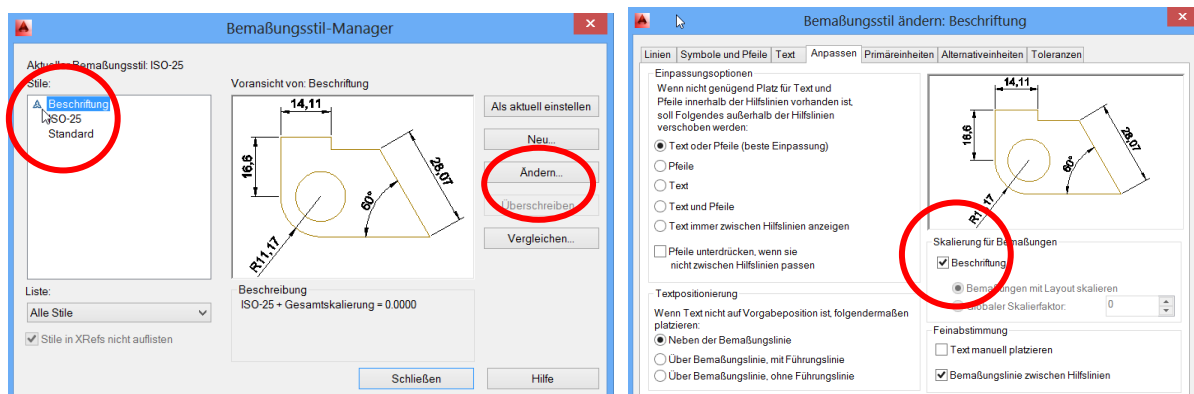 Bemaßungsstil-Manager
Aktueller Bemaßungsstil: ISO-25
Stile:
Beschriftung
ISO-25
Standard
Voransicht von: Beschriftung
14,11
16,6
28,07
60°
R11,17
Als aktuell einstellen
Neu...
Ändern...
Überschreiben...
Vergleichen...
Liste:
Alle Stile
Stile in XRefs nicht auflisten
Beschreibung
ISO-25 + Gesamtskalierung = 0.0000
Schließen
Hilfe
Bemaßungsstil ändern: Beschriftung
Linien
Symbole und Pfeile
Text
Anpassen
Primäreinheiten
Alternativeinheiten
Toleranzen
Einpassungsoptionen
Wenn nicht genügend Platz für Text und
Pfeile innerhalb der Hilfslinien vorhanden ist,
soll Folgendes außerhalb der Hilfslinien
verschoben werden:
Text oder Pfeile (beste Einpassung)
Pfeile
Text
Text und Pfeile
Text immer zwischen Hilfslinien anzeigen
Pfeile unterdrücken, wenn sie
nicht zwischen Hilfslinien passen
Textpositionierung
Wenn Text nicht auf Vorgabeposition ist, folgendermaßen
platzieren:
Neben der Bemaßungslinie
Über Bemaßungslinie, mit Führungslinie
Über Bemaßungslinie, ohne Führungslinie
14,11
16,6
28,07
60°
R11,17
Skalierung für Bemaßungen
Beschriftung
Bemaßungen mit Layout skalieren
Globaler Skalierfaktor:
0
Feinabstimmung
Text manuell platzieren
Bemaßungslinie zwischen Hilfslinien